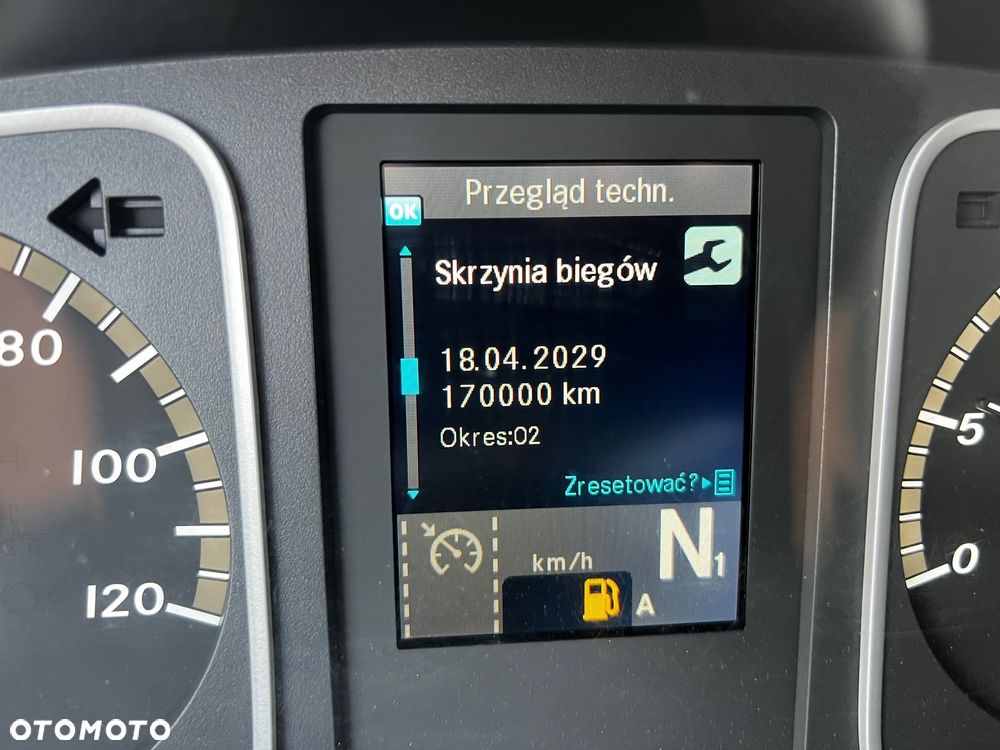 Przegląd techn.
OK
Skrzynia biegów
18.04.2029
170000 km
Okres:02
Zresetować?
km/h
N1
A
80
100
120
5
0
OTOMOTO